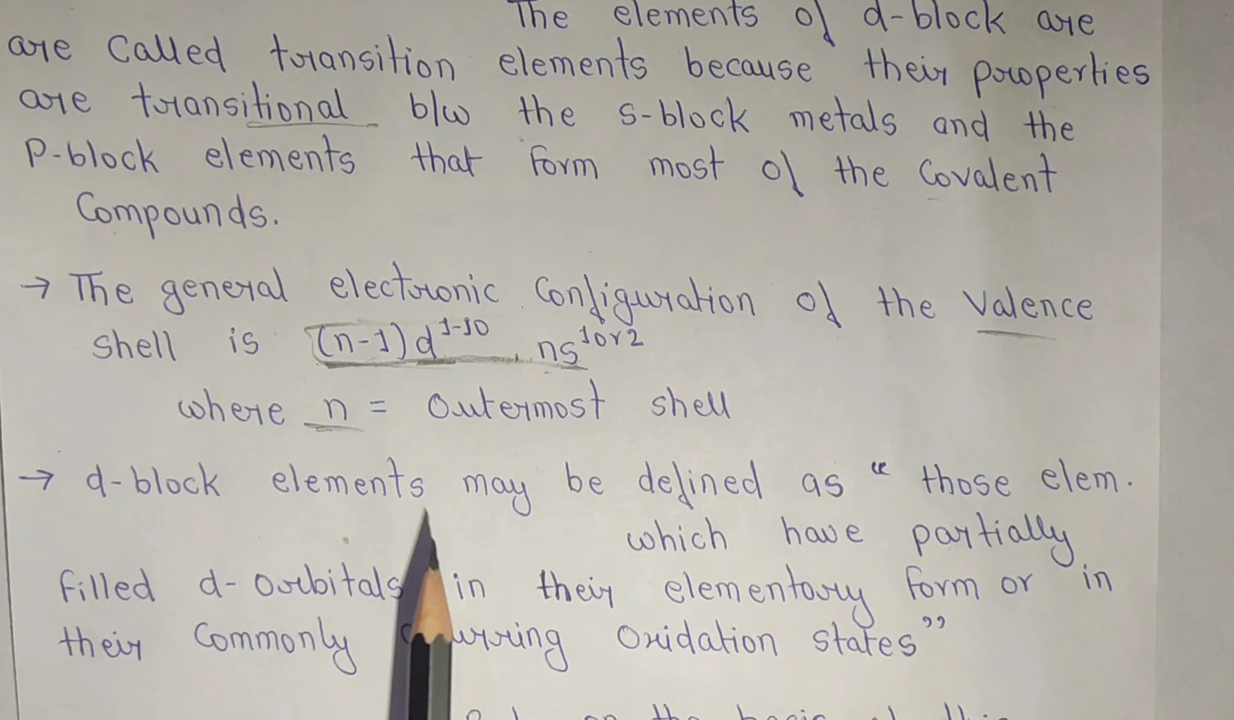 The elements of d-block are
are called transition elements because their properties
are transitional b/w the s-block metals and the
P-block elements that form most of the Covalent
Compounds.
→ The general electronic Configuration of the Valence
shell is (n-1)d¹⁻¹⁰ ns¹ᵒʳ²
where n = Outermost shell
→ d-block elements may be defined as “ those elem.
which have partially
filled d-orbitals in their elementary form or in
their Commonly Oxidation states”
on the basis